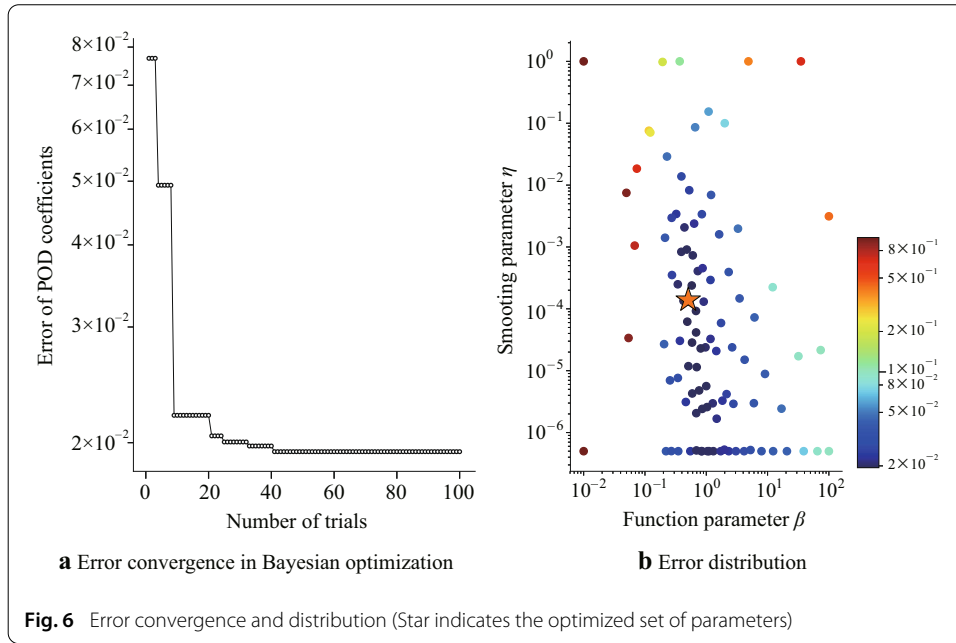 8×10⁻²
7×10⁻²
6×10⁻²
5×10⁻²
4×10⁻²
3×10⁻²
2×10⁻²
Error of POD coefficients
0 20 40 60 80 100
Number of trials
a Error convergence in Bayesian optimization
10⁰
10⁻¹
10⁻²
10⁻³
10⁻⁴
10⁻⁵
10⁻⁶
Smooting parameter η
10⁻² 10⁻¹ 10⁰ 10¹ 10²
Function parameter β
8×10⁻¹
5×10⁻¹
2×10⁻¹
1×10⁻¹
8×10⁻²
5×10⁻²
2×10⁻²
b Error distribution
Fig. 6 Error convergence and distribution (Star indicates the optimized set of parameters)